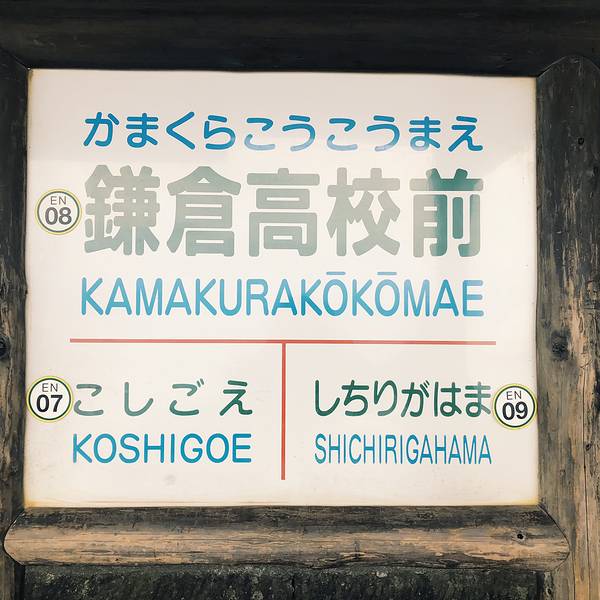 かまくらこうこうまえ
EN
08
鎌倉高校前
KAMAKURAKŌKŌMAE
EN
07
こしごえ
KOSHIGOE
しちりがはま
SHICHIRIGAHAMA
EN
09